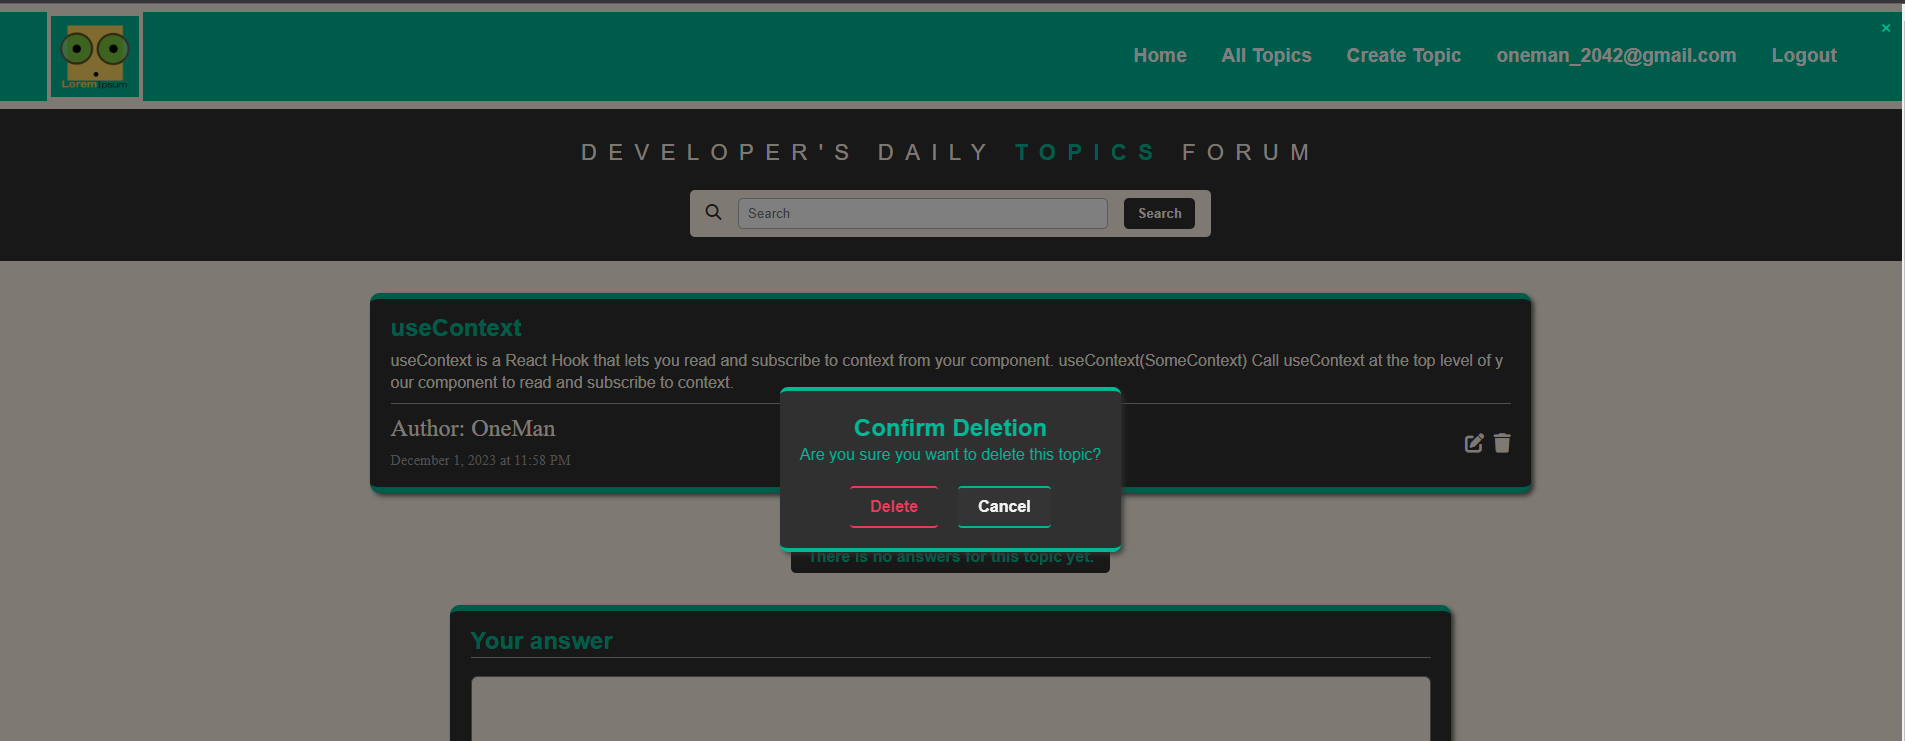 Lorem Ipsum
×
Home All Topics Create Topic oneman_2042@gmail.com Logout
DEVELOPER'S DAILY TOPICS FORUM
Search Search
useContext
useContext is a React Hook that lets you read and subscribe to context from your component. useContext(SomeContext) Call useContext at the top level of y
our component to read and subscribe to context.
Author: OneMan
December 1, 2023 at 11:58 PM
Confirm Deletion
Are you sure you want to delete this topic?
Delete Cancel
There is no answers for this topic yet.
Your answer